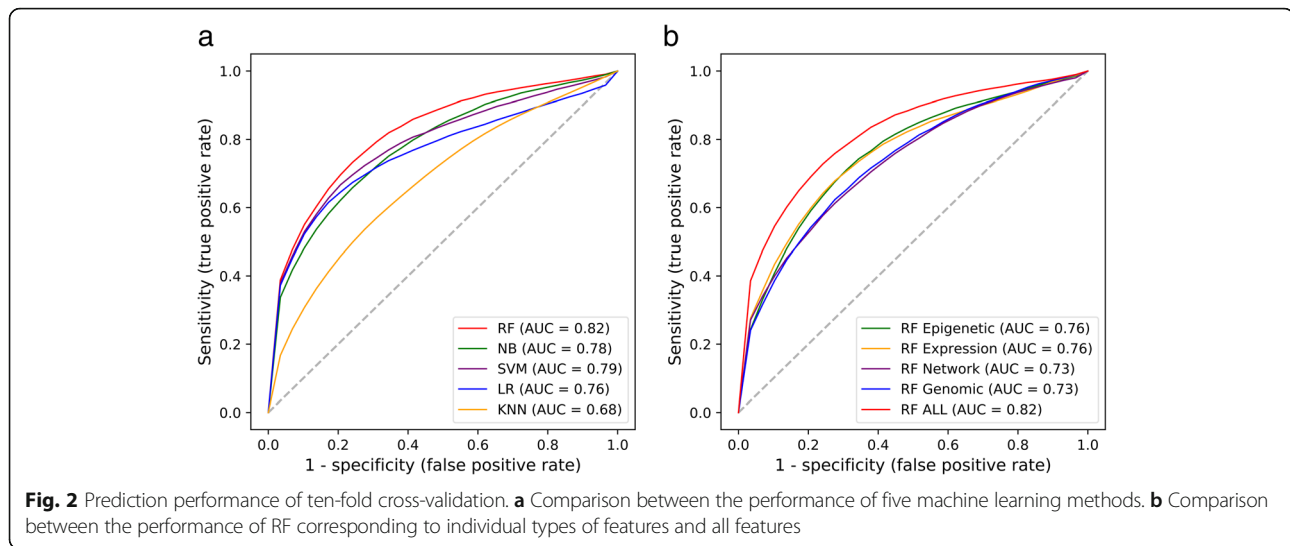 a
1.0
0.8
0.6
0.4
0.2
0.0
Sensitivity (true positive rate)
0.0 0.2 0.4 0.6 0.8 1.0
1 - specificity (false positive rate)
RF (AUC = 0.82)
NB (AUC = 0.78)
SVM (AUC = 0.79)
LR (AUC = 0.76)
KNN (AUC = 0.68)
b
1.0
0.8
0.6
0.4
0.2
0.0
Sensitivity (true positive rate)
0.0 0.2 0.4 0.6 0.8 1.0
1 - specificity (false positive rate)
RF Epigenetic (AUC = 0.76)
RF Expression (AUC = 0.76)
RF Network (AUC = 0.73)
RF Genomic (AUC = 0.73)
RF ALL (AUC = 0.82)
Fig. 2 Prediction performance of ten-fold cross-validation. a Comparison between the performance of five machine learning methods. b Comparison
between the performance of RF corresponding to individual types of features and all features